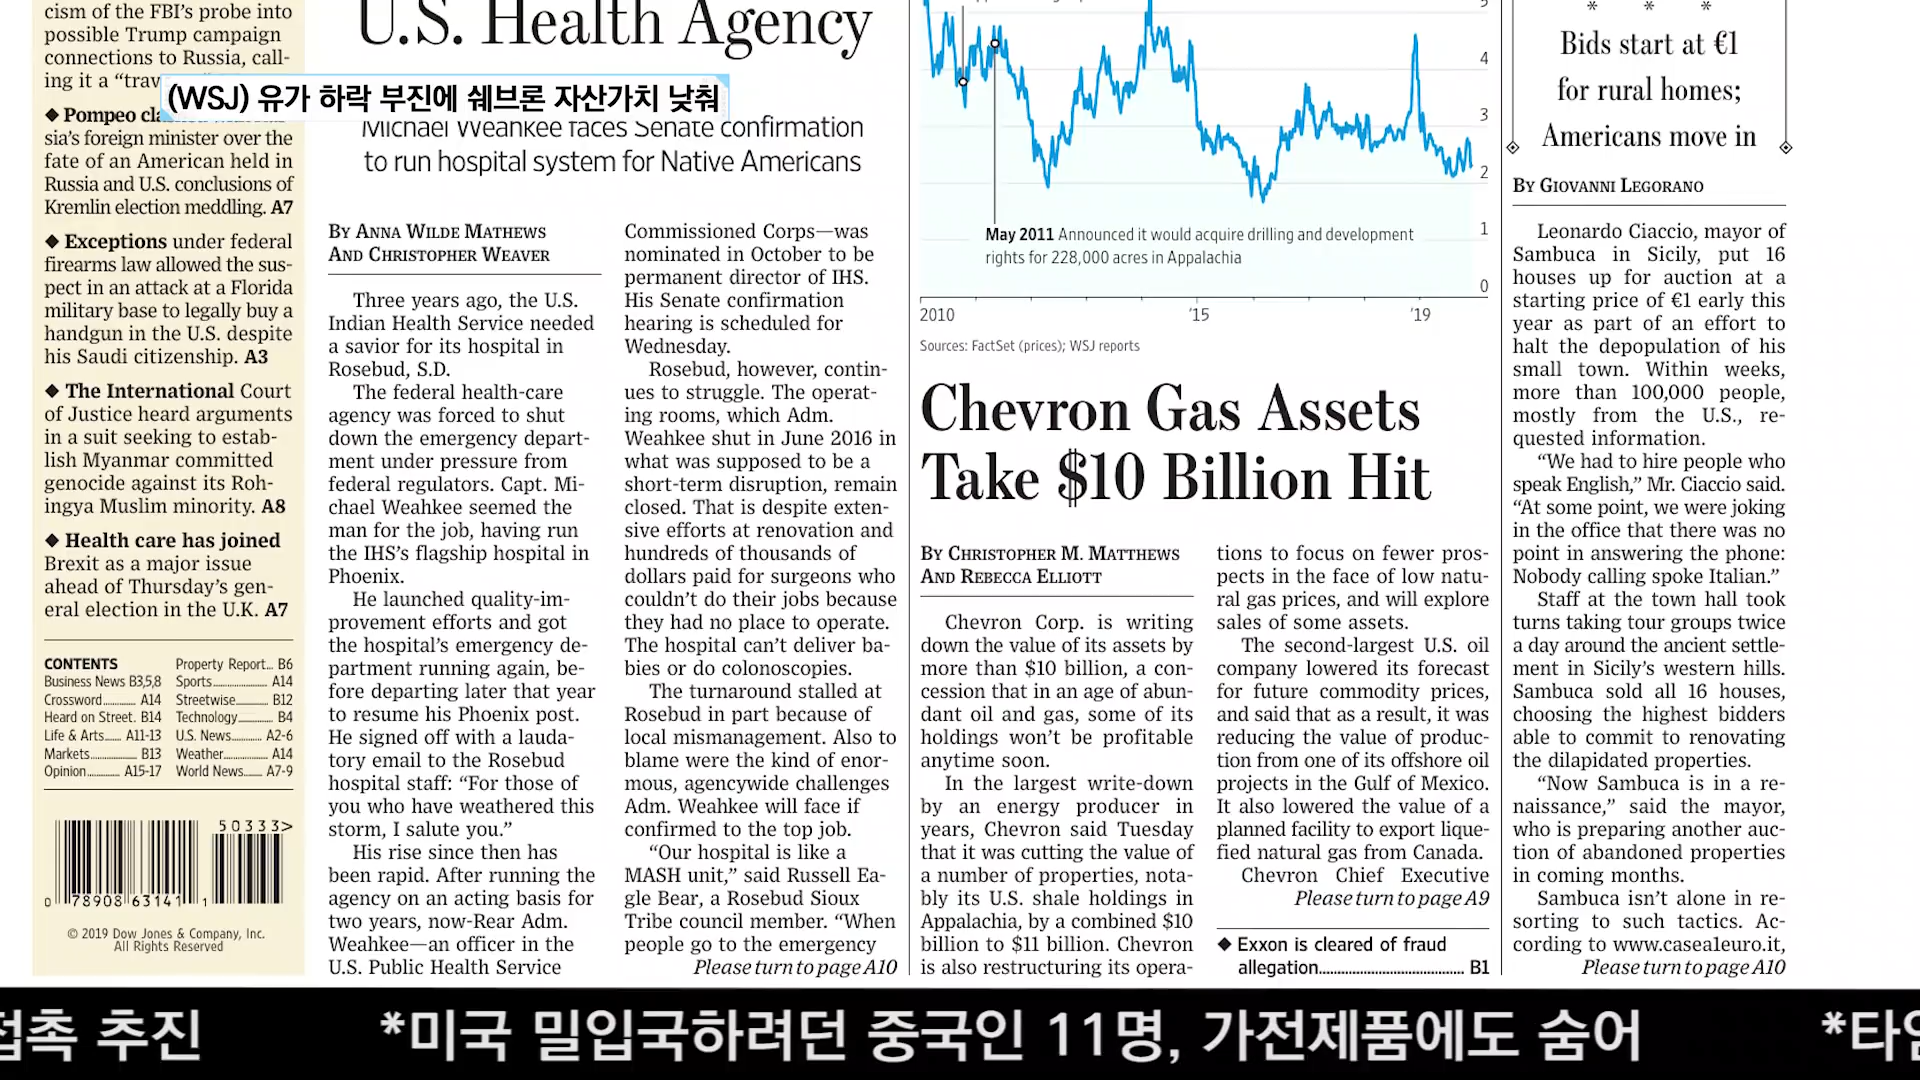 cism of the FBI's probe into
possible Trump campaign
connections to Russia, call-
ing it a “trav
◆ Pompeo
sia's foreign minister over the
fate of an American held in
Russia and U.S. conclusions of
Kremlin election meddling. A7
◆ Exceptions under federal
firearms law allowed the sus-
pect in an attack at a Florida
military base to legally buy a
handgun in the U.S. despite
his Saudi citizenship. A3
◆ The International Court
of Justice heard arguments
in a suit seeking to estab-
lish Myanmar committed
genocide against its Roh-
ingya Muslim minority. A8
◆ Health care has joined
Brexit as a major issue
ahead of Thursday's gen-
eral election in the U.K. A7
CONTENTS
Business News B3,5,8
Crossword............ A14
Heard on Street. B14
Life & Arts...... A11-13
Markets.............. B13
Opinion........... A15-17
Property Report... B6
Sports................... A14
Streetwise........... B12
Technology........... B4
U.S. News............ A2-6
Weather............... A14
World News...... A7-9
50333>
0 78908 63141 1
© 2019 Dow Jones & Company, Inc.
All Rights Reserved
U.S. Health Agency
(WSJ) 유가 하락 부진에 쉐브론 자산가치 낮춰
Michael Weahkee faces Senate confirmation
to run hospital system for Native Americans
BY ANNA WILDE MATHEWS
AND CHRISTOPHER WEAVER
Three years ago, the U.S.
Indian Health Service needed
a savior for its hospital in
Rosebud, S.D.
The federal health-care
agency was forced to shut
down the emergency depart-
ment under pressure from
federal regulators. Capt. Mi-
chael Weahkee seemed the
man for the job, having run
the IHS's flagship hospital in
Phoenix.
He launched quality-im-
provement efforts and got
the hospital's emergency de-
partment running again, be-
fore departing later that year
to resume his Phoenix post.
He signed off with a lauda-
tory email to the Rosebud
hospital staff: “For those of
you who have weathered this
storm, I salute you.”
His rise since then has
been rapid. After running the
agency on an acting basis for
two years, now-Rear Adm.
Weahkee—an officer in the
U.S. Public Health Service
Commissioned Corps—was
nominated in October to be
permanent director of IHS.
His Senate confirmation
hearing is scheduled for
Wednesday.
Rosebud, however, contin-
ues to struggle. The operat-
ing rooms, which Adm.
Weahkee shut in June 2016 in
what was supposed to be a
short-term disruption, remain
closed. That is despite exten-
sive efforts at renovation and
hundreds of thousands of
dollars paid for surgeons who
couldn't do their jobs because
they had no place to operate.
The hospital can't deliver ba-
bies or do colonoscopies.
The turnaround stalled at
Rosebud in part because of
local mismanagement. Also to
blame were the kind of enor-
mous, agencywide challenges
Adm. Weahkee will face if
confirmed to the top job.
“Our hospital is like a
MASH unit,” said Russell Ea-
gle Bear, a Rosebud Sioux
Tribe council member. “When
people go to the emergency
Please turn to page A10
5
4
3
2
1
0
May 2011 Announced it would acquire drilling and development
rights for 228,000 acres in Appalachia
2010 '15 '19
Sources: FactSet (prices); WSJ reports
Chevron Gas Assets
Take $10 Billion Hit
BY CHRISTOPHER M. MATTHEWS
AND REBECCA ELLIOTT
Chevron Corp. is writing
down the value of its assets by
more than $10 billion, a con-
cession that in an age of abun-
dant oil and gas, some of its
holdings won't be profitable
anytime soon.
In the largest write-down
by an energy producer in
years, Chevron said Tuesday
that it was cutting the value of
a number of properties, nota-
bly its U.S. shale holdings in
Appalachia, by a combined $10
billion to $11 billion. Chevron
is also restructuring its opera-
tions to focus on fewer pros-
pects in the face of low natu-
ral gas prices, and will explore
sales of some assets.
The second-largest U.S. oil
company lowered its forecast
for future commodity prices,
and said that as a result, it was
reducing the value of produc-
tion from one of its offshore oil
projects in the Gulf of Mexico.
It also lowered the value of a
planned facility to export lique-
fied natural gas from Canada.
Chevron Chief Executive
Please turn to page A9
◆ Exxon is cleared of fraud
allegation.................................... B1
* * *
Bids start at €1
for rural homes;
Americans move in
BY GIOVANNI LEGORANO
Leonardo Ciaccio, mayor of
Sambuca in Sicily, put 16
houses up for auction at a
starting price of €1 early this
year as part of an effort to
halt the depopulation of his
small town. Within weeks,
more than 100,000 people,
mostly from the U.S., re-
quested information.
“We had to hire people who
speak English,” Mr. Ciaccio said.
“At some point, we were joking
in the office that there was no
point in answering the phone:
Nobody calling spoke Italian.”
Staff at the town hall took
turns taking tour groups twice
a day around the ancient settle-
ment in Sicily's western hills.
Sambuca sold all 16 houses,
choosing the highest bidders
able to commit to renovating
the dilapidated properties.
“Now Sambuca is in a re-
naissance,” said the mayor,
who is preparing another auc-
tion of abandoned properties
in coming months.
Sambuca isn't alone in re-
sorting to such tactics. Ac-
cording to www.case1euro.it,
Please turn to page A10
접촉 추진 *미국 밀입국하려던 중국인 11명, 가전제품에도 숨어 *타